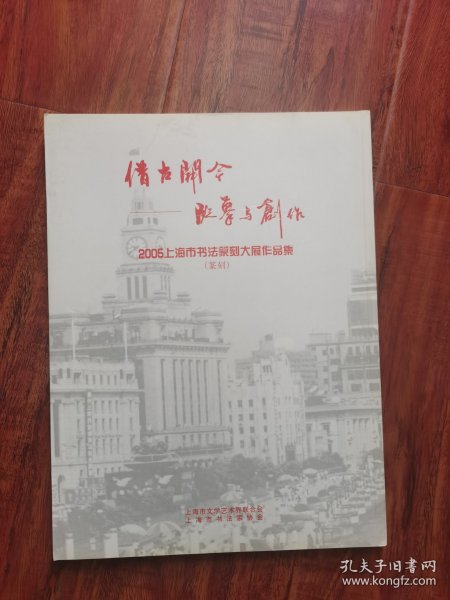 借古開今
——臨摹与創作
2005上海市书法篆刻大展作品集
（篆刻）
上海市文学艺术界联合会
上海市书法家协会
孔夫子旧书网
www.kongfz.com